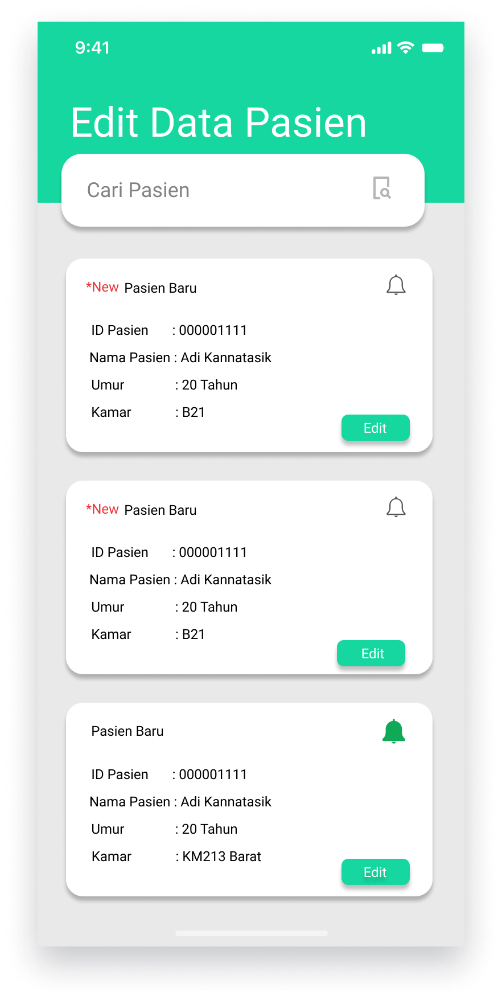 9:41
Edit Data Pasien
Cari Pasien
*New Pasien Baru
ID Pasien : 000001111
Nama Pasien : Adi Kannatasik
Umur : 20 Tahun
Kamar : B21
Edit
*New Pasien Baru
ID Pasien : 000001111
Nama Pasien : Adi Kannatasik
Umur : 20 Tahun
Kamar : B21
Edit
Pasien Baru
ID Pasien : 000001111
Nama Pasien : Adi Kannatasik
Umur : 20 Tahun
Kamar : KM213 Barat
Edit